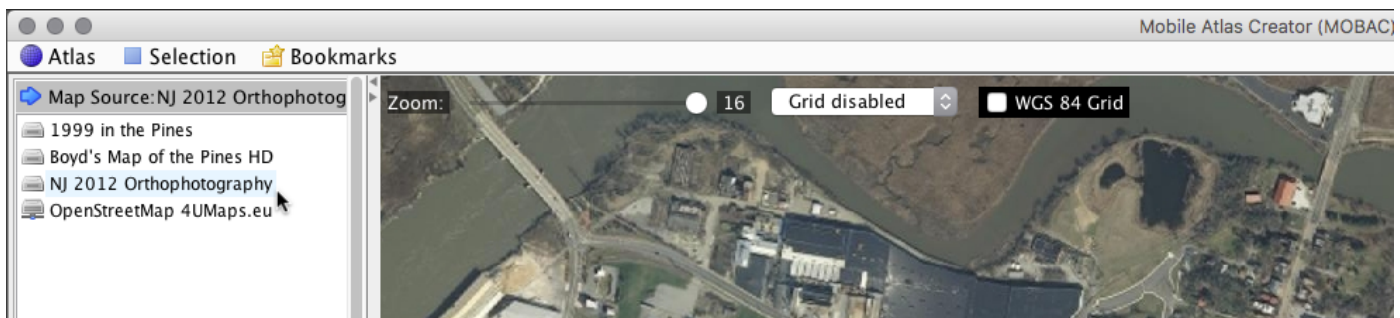 Mobile Atlas Creator (MOBAC)
Atlas Selection Bookmarks
Map Source:NJ 2012 Orthophotog
1999 in the Pines
Boyd's Map of the Pines HD
NJ 2012 Orthophotography
OpenStreetMap 4UMaps.eu
Zoom: 16 Grid disabled WGS 84 Grid